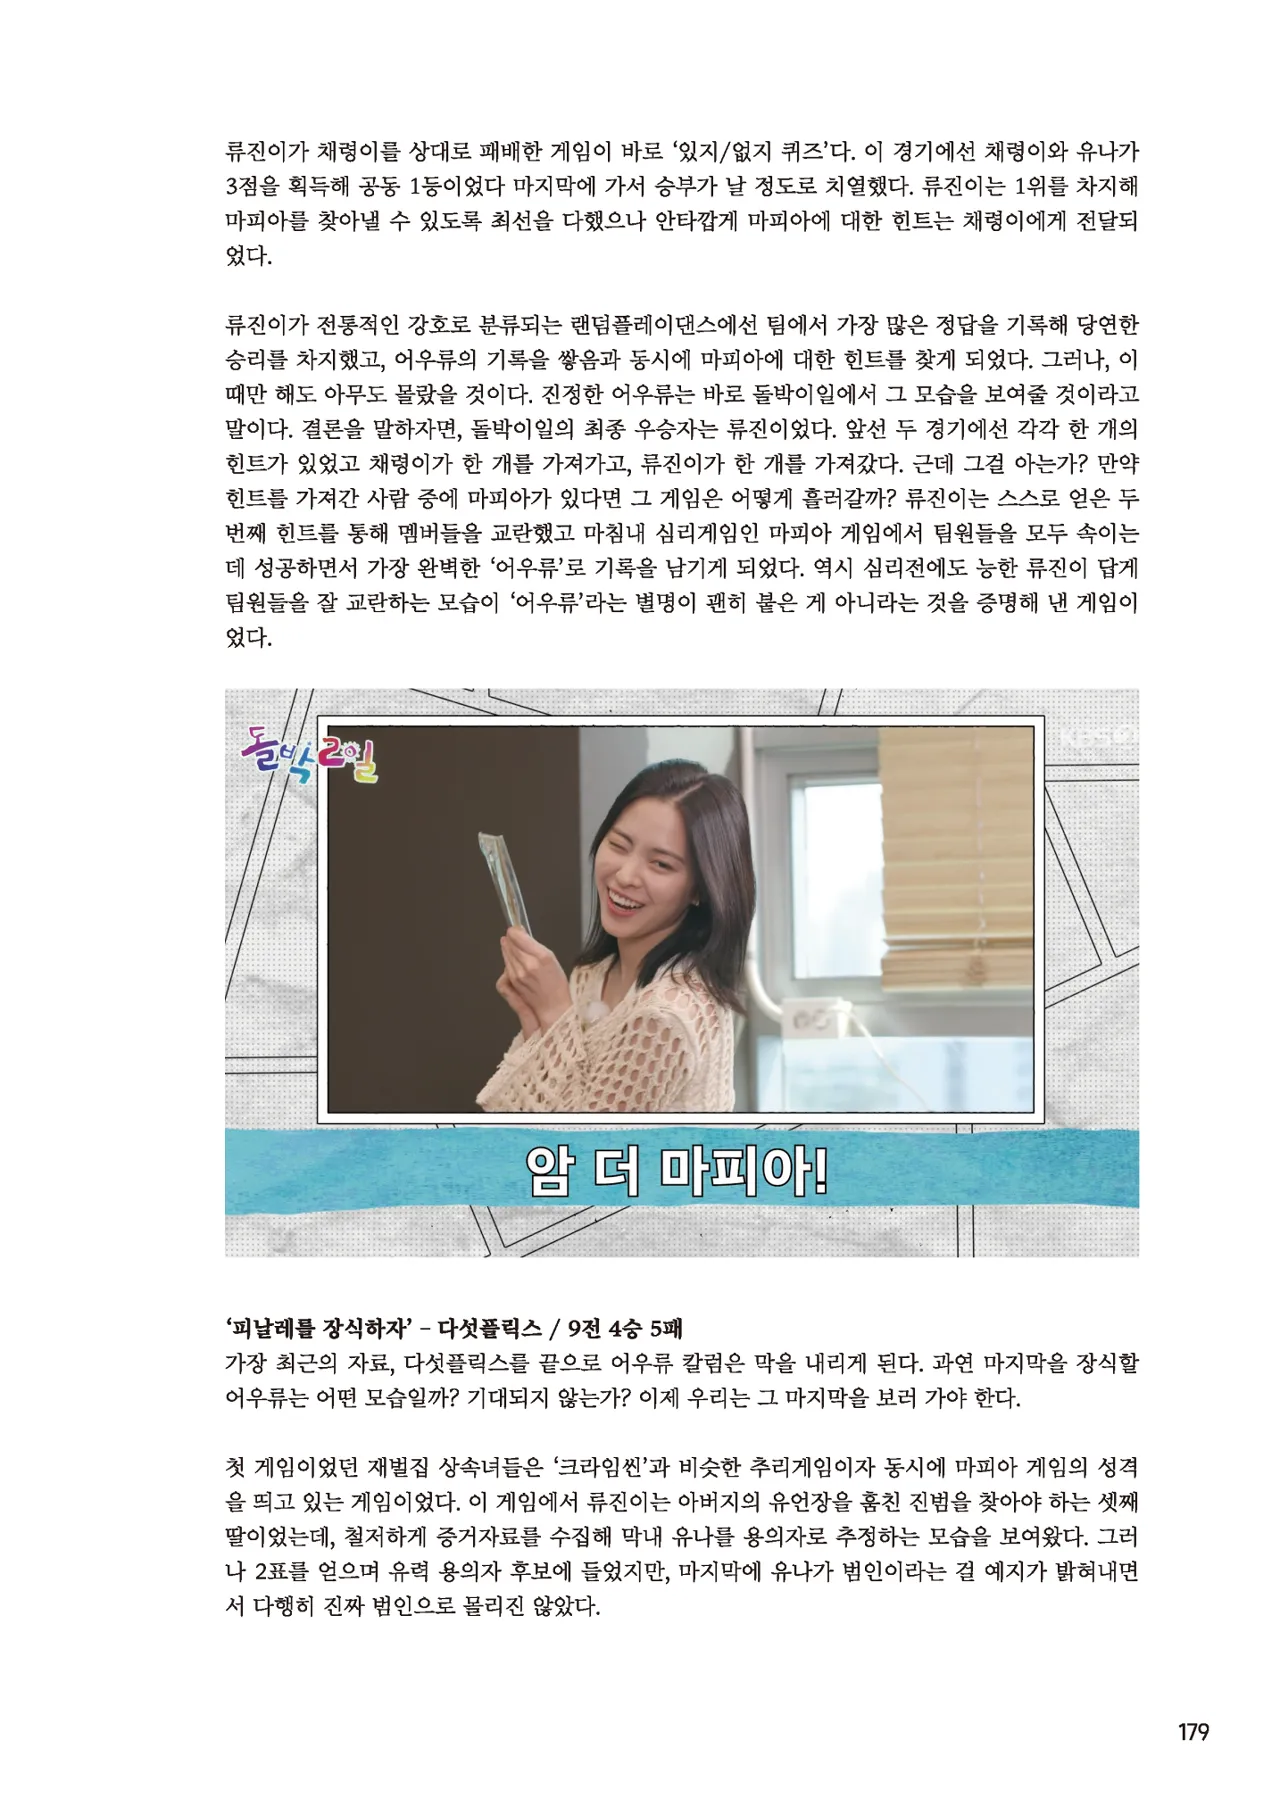 류진이가 채령이를 상대로 패배한 게임이 바로 ‘있지/없지 퀴즈’다. 이 경기에선 채령이와 유나가
3점을 획득해 공동 1등이었다 마지막에 가서 승부가 날 정도로 치열했다. 류진이는 1위를 차지해
마피아를 찾아낼 수 있도록 최선을 다했으나 안타깝게 마피아에 대한 힌트는 채령이에게 전달되
었다.
류진이가 전통적인 강호로 분류되는 랜덤플레이댄스에선 팀에서 가장 많은 정답을 기록해 당연한
승리를 차지했고, 어우류의 기록을 쌓음과 동시에 마피아에 대한 힌트를 찾게 되었다. 그러나, 이
때만 해도 아무도 몰랐을 것이다. 진정한 어우류는 바로 돌박이일에서 그 모습을 보여줄 것이라고
말이다. 결론을 말하자면, 돌박이일의 최종 우승자는 류진이었다. 앞선 두 경기에선 각각 한 개의
힌트가 있었고 채령이가 한 개를 가져가고, 류진이가 한 개를 가져갔다. 근데 그걸 아는가? 만약
힌트를 가져간 사람 중에 마피아가 있다면 그 게임은 어떻게 흘러갈까? 류진이는 스스로 얻은 두
번째 힌트를 통해 멤버들을 교란했고 마침내 심리게임인 마피아 게임에서 팀원들을 모두 속이는
데 성공하면서 가장 완벽한 ‘어우류’로 기록을 남기게 되었다. 역시 심리전에도 능한 류진이 답게
팀원들을 잘 교란하는 모습이 ‘어우류’라는 별명이 괜히 붙은 게 아니라는 것을 증명해 낸 게임이
었다.
돌박2일
KBS2
암 더 마피아!
‘피날레를 장식하자’ – 다섯플릭스 / 9전 4승 5패
가장 최근의 자료, 다섯플릭스를 끝으로 어우류 칼럼은 막을 내리게 된다. 과연 마지막을 장식할
어우류는 어떤 모습일까? 기대되지 않는가? 이제 우리는 그 마지막을 보러 가야 한다.
첫 게임이었던 재벌집 상속녀들은 ‘크라임씬’과 비슷한 추리게임이자 동시에 마피아 게임의 성격
을 띄고 있는 게임이었다. 이 게임에서 류진이는 아버지의 유언장을 훔친 진범을 찾아야 하는 셋째
딸이었는데, 철저하게 증거자료를 수집해 막내 유나를 용의자로 추정하는 모습을 보여왔다. 그러
나 2표를 얻으며 유력 용의자 후보에 들었지만, 마지막에 유나가 범인이라는 걸 예지가 밝혀내면
서 다행히 진짜 범인으로 몰리진 않았다.
179